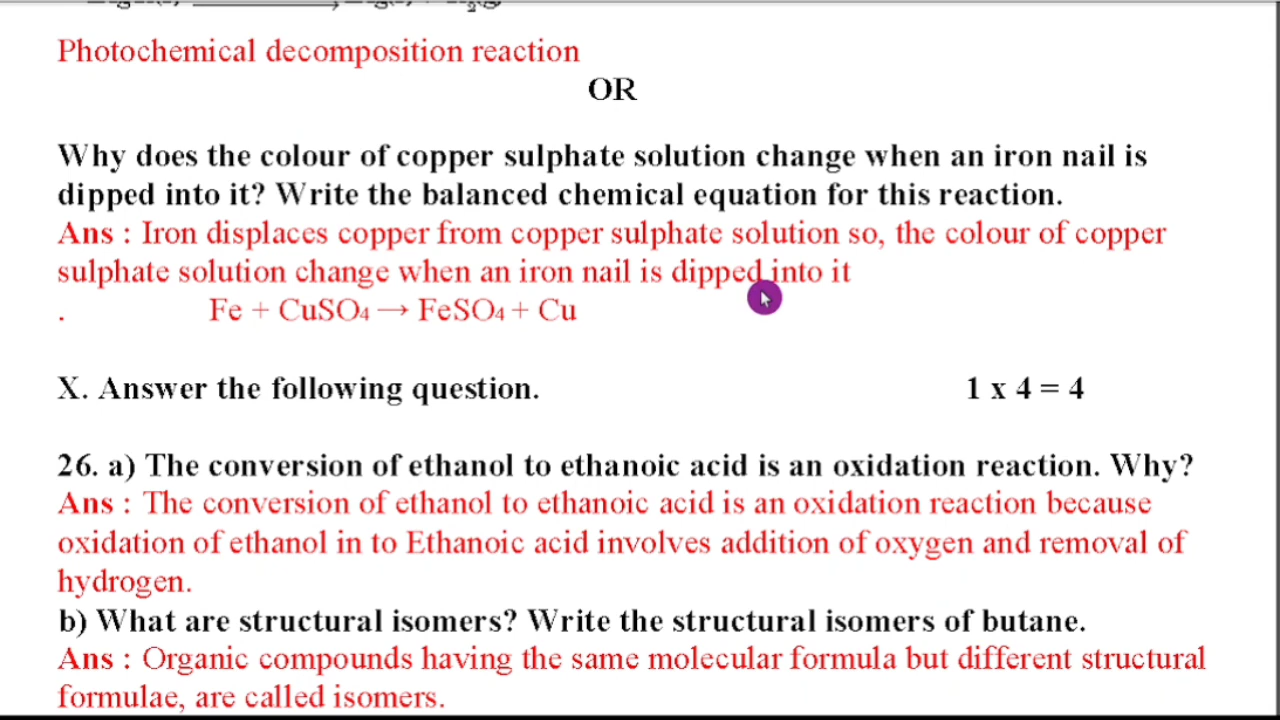 Photochemical decomposition reaction
OR
Why does the colour of copper sulphate solution change when an iron nail is
dipped into it? Write the balanced chemical equation for this reaction.
Ans : Iron displaces copper from copper sulphate solution so, the colour of copper
sulphate solution change when an iron nail is dipped into it
. Fe + CuSO₄ → FeSO₄ + Cu
X. Answer the following question. 1 x 4 = 4
26. a) The conversion of ethanol to ethanoic acid is an oxidation reaction. Why?
Ans : The conversion of ethanol to ethanoic acid is an oxidation reaction because
oxidation of ethanol in to Ethanoic acid involves addition of oxygen and removal of
hydrogen.
b) What are structural isomers? Write the structural isomers of butane.
Ans : Organic compounds having the same molecular formula but different structural
formulae, are called isomers.